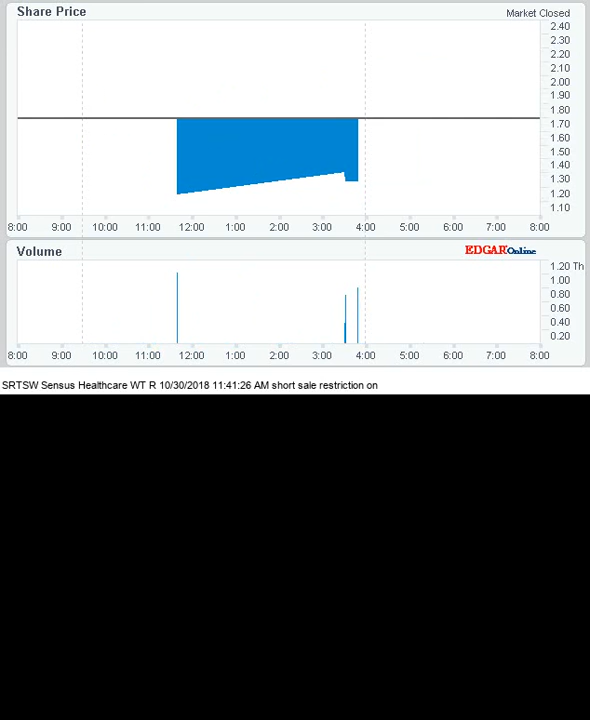 Share Price
Market Closed
2.40
2.30
2.20
2.10
2.00
1.90
1.80
1.70
1.60
1.50
1.40
1.30
1.20
1.10
8:00 9:00 10:00 11:00 12:00 1:00 2:00 3:00 4:00 5:00 6:00 7:00 8:00
Volume
EDGAR Online
1.20 Th
1.00
0.80
0.60
0.40
0.20
8:00 9:00 10:00 11:00 12:00 1:00 2:00 3:00 4:00 5:00 6:00 7:00 8:00
SRTSW Sensus Healthcare WT R 10/30/2018 11:41:26 AM short sale restriction on